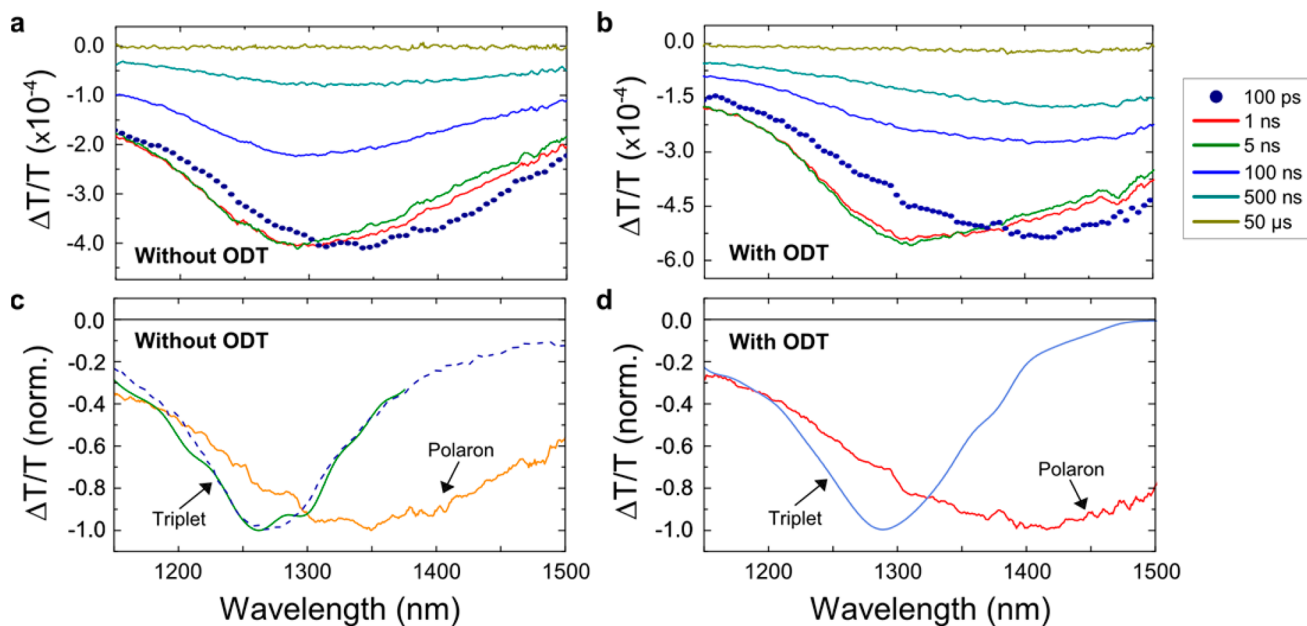 a
b
0.0
-1.0
-2.0
-3.0
-4.0
ΔT/T (x10⁻⁴)
Without ODT
0.0
-1.5
-3.0
-4.5
-6.0
ΔT/T (x10⁻⁴)
With ODT
100 ps
1 ns
5 ns
100 ns
500 ns
50 µs
c
d
0.0
-0.2
-0.4
-0.6
-0.8
-1.0
ΔT/T (norm.)
Without ODT
Triplet
Polaron
1200 1300 1400 1500
Wavelength (nm)
0.0
-0.2
-0.4
-0.6
-0.8
-1.0
ΔT/T (norm.)
With ODT
Triplet
Polaron
1200 1300 1400 1500
Wavelength (nm)